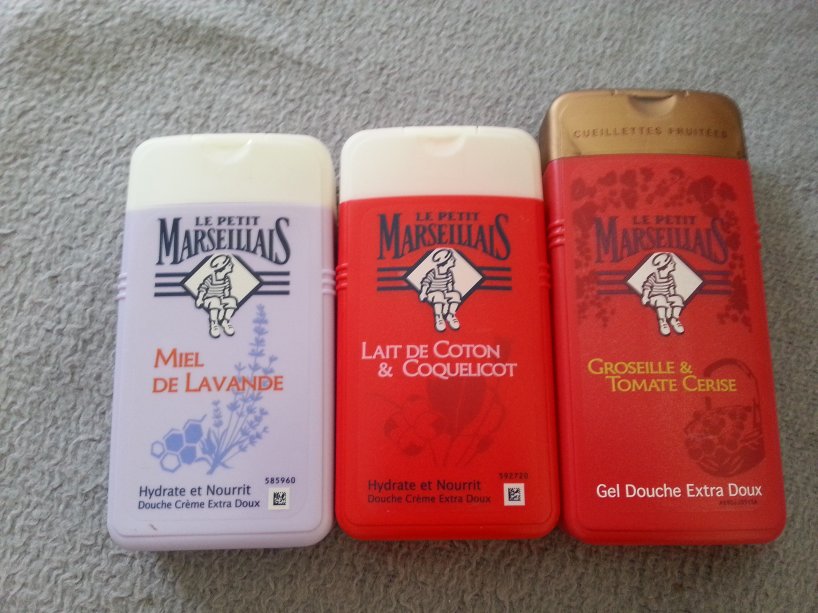 LE PETIT
MARSEILLAIS
MIEL
DE LAVANDE
585960
Hydrate et Nourrit
Douche Crème Extra Doux
LE PETIT
MARSEILLAIS
LAIT DE COTON
& COQUELICOT
592720
Hydrate et Nourrit
Douche Crème Extra Doux
CUEILLETTES FRUITÉES
LE PETIT
MARSEILLAIS
GROSEILLE &
TOMATE CERISE
Gel Douche Extra Doux